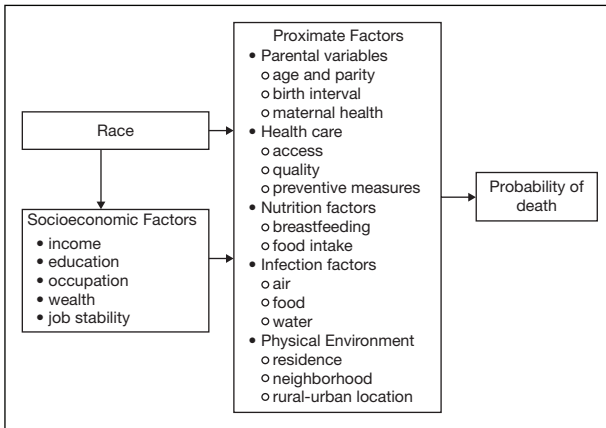 Race
Socioeconomic Factors
• income
• education
• occupation
• wealth
• job stability
Proximate Factors
• Parental variables
o age and parity
o birth interval
o maternal health
• Health care
o access
o quality
o preventive measures
• Nutrition factors
o breastfeeding
o food intake
• Infection factors
o air
o food
o water
• Physical Environment
o residence
o neighborhood
o rural-urban location
Probability of
death